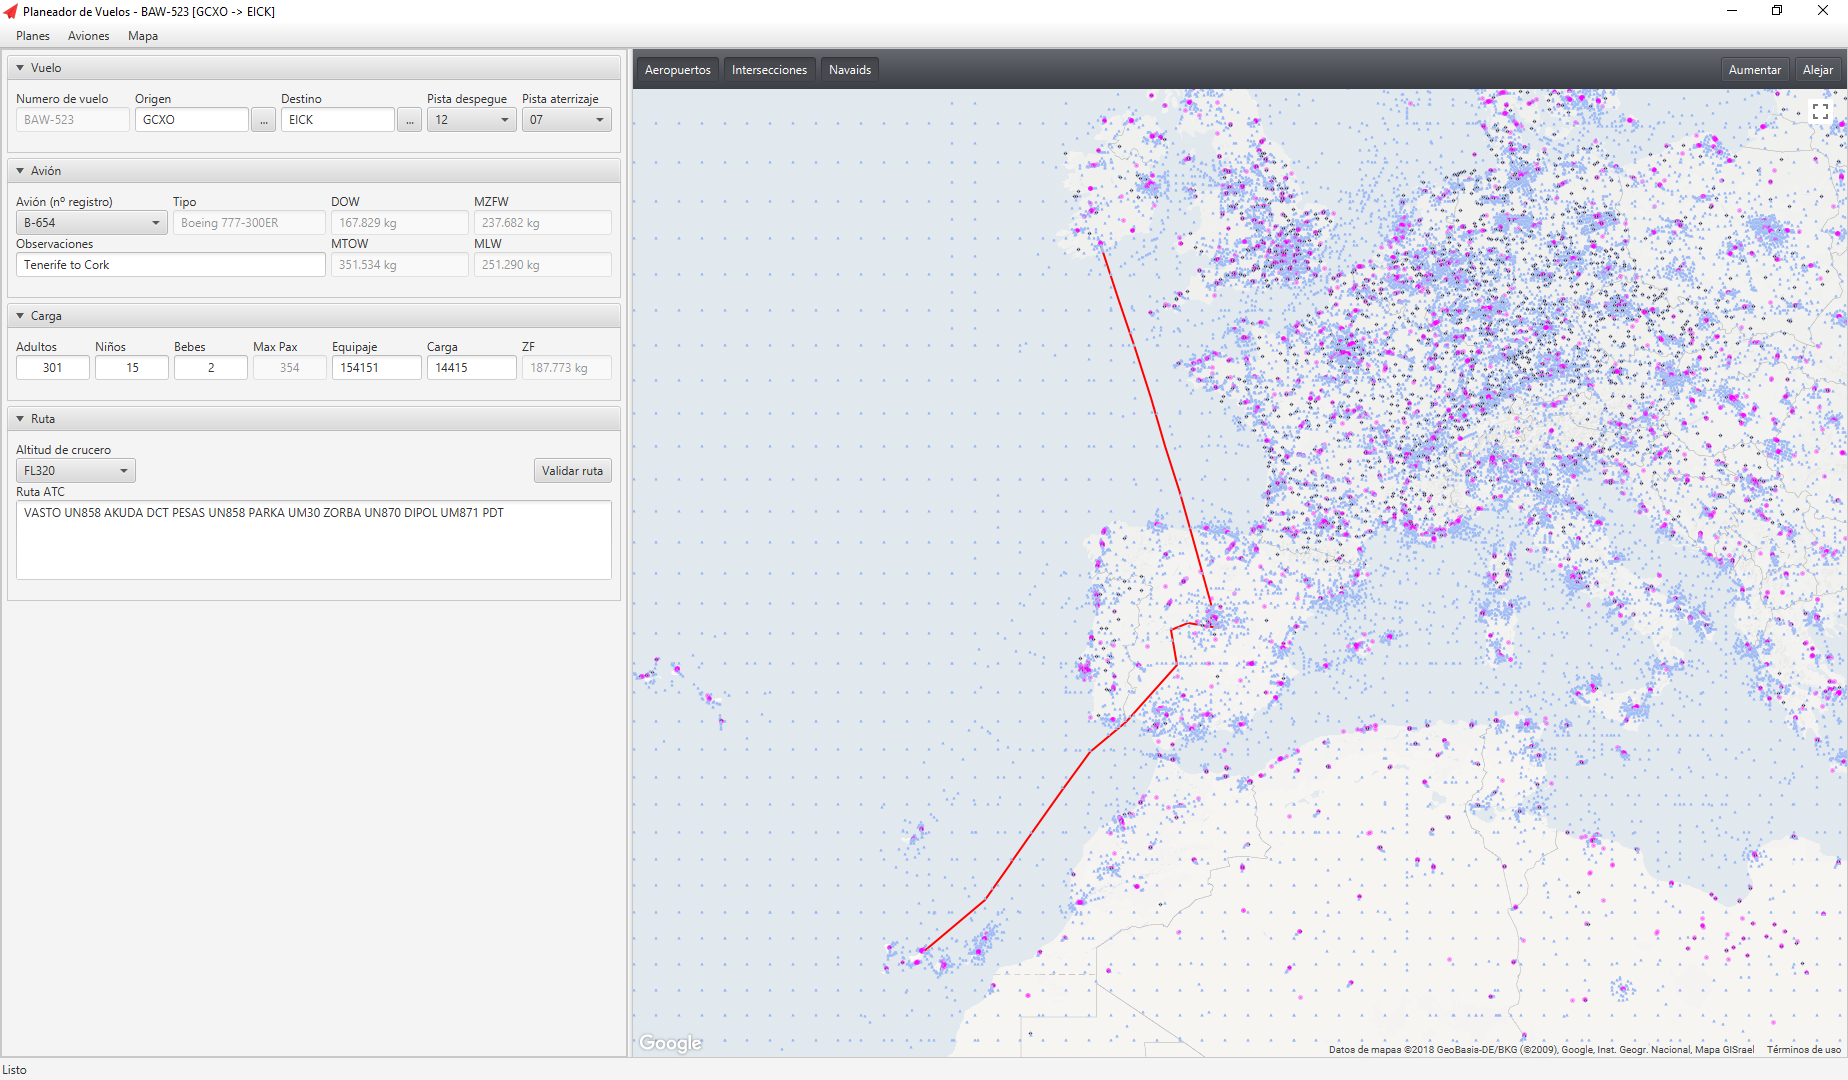 Planeador de Vuelos - BAW-523 [GCXO -> EICK]
Planes Aviones Mapa
Vuelo
Numero de vuelo Origen Destino Pista despegue Pista aterrizaje
BAW-523 GCXO ... EICK ... 12 07
Avión
Avión (nº registro) Tipo DOW MZFW
B-654 Boeing 777-300ER 167.829 kg 237.682 kg
Observaciones MTOW MLW
Tenerife to Cork 351.534 kg 251.290 kg
Carga
Adultos Niños Bebes Max Pax Equipaje Carga ZF
301 15 2 354 154151 14415 187.773 kg
Ruta
Altitud de crucero
FL320 Validar ruta
Ruta ATC
VASTO UN858 AKUDA DCT PESAS UN858 PARKA UM30 ZORBA UN870 DIPOL UM871 PDT
Aeropuertos Intersecciones Navaids Aumentar Alejar
Google
Datos de mapas ©2018 GeoBasis-DE/BKG (©2009), Google, Inst. Geogr. Nacional, Mapa GISrael Términos de uso
Listo